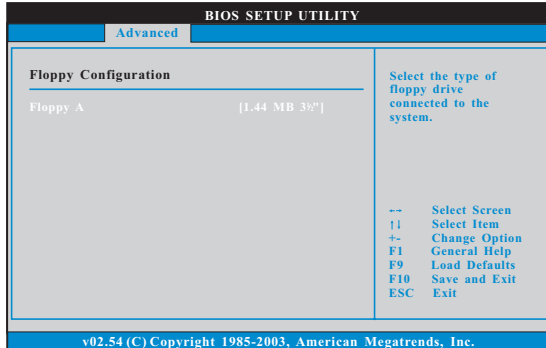 BIOS SETUP UTILITY
Advanced
Floppy Configuration
Floppy A [1.44 MB 3½"]
Select the type of
floppy drive
connected to the
system.
←→ Select Screen
↑↓ Select Item
+- Change Option
F1 General Help
F9 Load Defaults
F10 Save and Exit
ESC Exit
v02.54 (C) Copyright 1985-2003, American Megatrends, Inc.